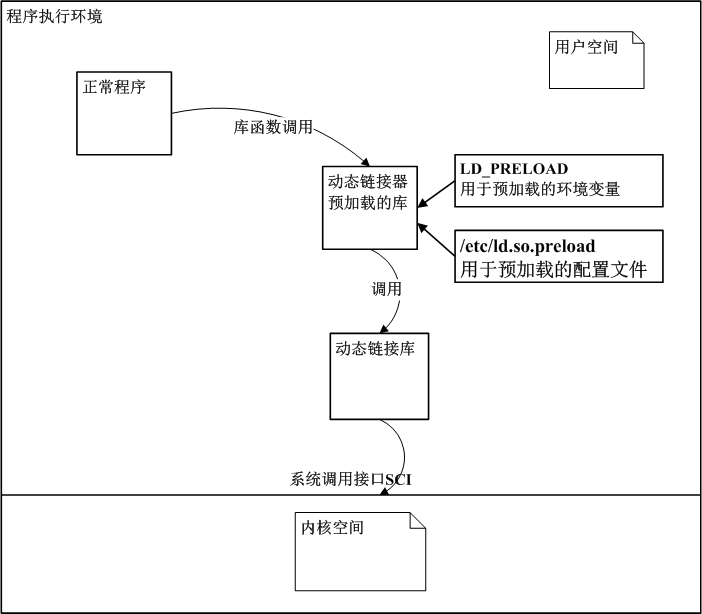 程序执行环境
用户空间
正常程序
库函数调用
动态链接器
预加载的库
LD_PRELOAD
用于预加载的环境变量
/etc/ld.so.preload
用于预加载的配置文件
调用
动态链接库
系统调用接口SCI
内核空间